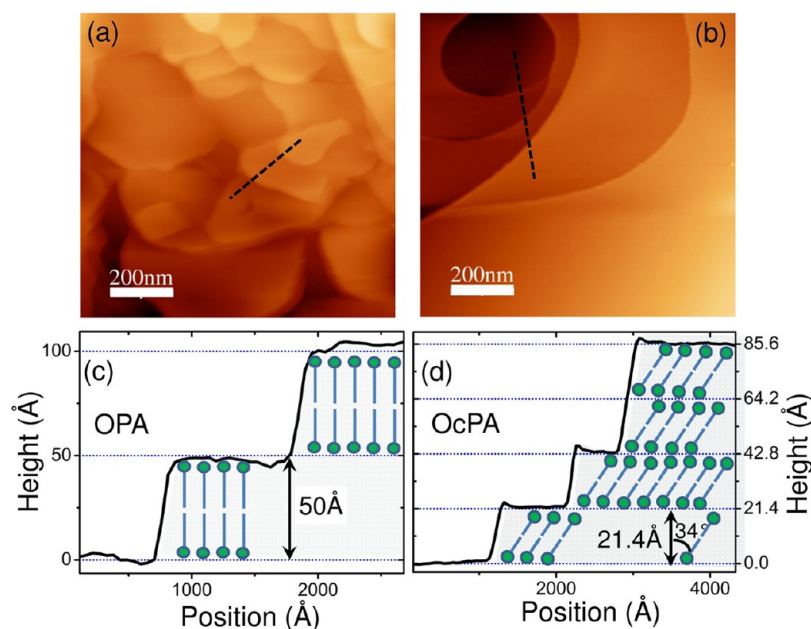 (a)
(b)
200nm
200nm
(c)
OPA
50Å
100
50
0
Height (Å)
1000
2000
Position (Å)
(d)
OcPA
21.4Å
34°
85.6
64.2
42.8
21.4
0.0
Height (Å)
2000
4000
Position (Å)